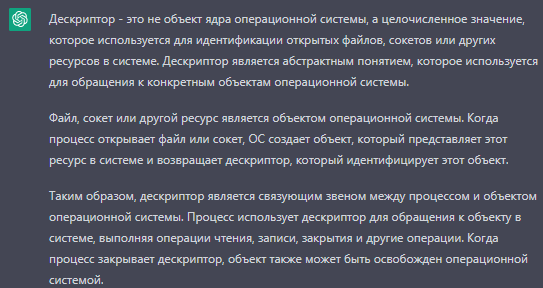 Дескриптор - это не объект ядра операционной системы, а целочисленное значение,
которое используется для идентификации открытых файлов, сокетов или других
ресурсов в системе. Дескриптор является абстрактным понятием, которое используется
для обращения к конкретным объектам операционной системы.
Файл, сокет или другой ресурс является объектом операционной системы. Когда
процесс открывает файл или сокет, ОС создает объект, который представляет этот
ресурс в системе и возвращает дескриптор, который идентифицирует этот объект.
Таким образом, дескриптор является связующим звеном между процессом и объектом
операционной системы. Процесс использует дескриптор для обращения к объекту в
системе, выполняя операции чтения, записи, закрытия и другие операции. Когда
процесс закрывает дескриптор, объект также может быть освобожден операционной
системой.